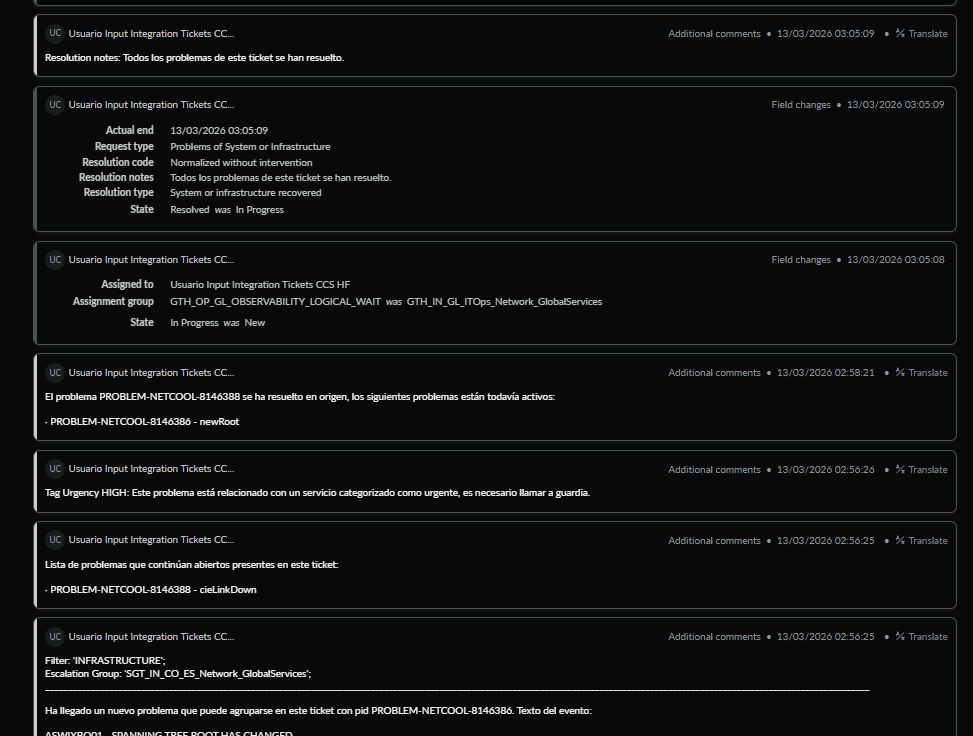 UC Usuario Input Integration Tickets CC... Additional comments • 13/03/2026 03:05:09 • Translate
Resolution notes: Todos los problemas de este ticket se han resuelto.
UC Usuario Input Integration Tickets CC... Field changes • 13/03/2026 03:05:09
Actual end 13/03/2026 03:05:09
Request type Problems of System or Infrastructure
Resolution code Normalized without intervention
Resolution notes Todos los problemas de este ticket se han resuelto.
Resolution type System or infrastructure recovered
State Resolved was In Progress
UC Usuario Input Integration Tickets CC... Field changes • 13/03/2026 03:05:08
Assigned to Usuario Input Integration Tickets CCS HF
Assignment group GTH_OP_GL_OBSERVABILITY_LOGICAL_WAIT was GTH_IN_GL_ITOps_Network_GlobalServices
State In Progress was New
UC Usuario Input Integration Tickets CC... Additional comments • 13/03/2026 02:58:21 • Translate
El problema PROBLEM-NETCOOL-8146388 se ha resuelto en origen, los siguientes problemas están todavía activos:
· PROBLEM-NETCOOL-8146386 - newRoot
UC Usuario Input Integration Tickets CC... Additional comments • 13/03/2026 02:56:26 • Translate
Tag Urgency HIGH: Este problema está relacionado con un servicio categorizado como urgente, es necesario llamar a guardia.
UC Usuario Input Integration Tickets CC... Additional comments • 13/03/2026 02:56:25 • Translate
Lista de problemas que continúan abiertos presentes en este ticket:
· PROBLEM-NETCOOL-8146388 - cieLinkDown
UC Usuario Input Integration Tickets CC... Additional comments • 13/03/2026 02:56:25 • Translate
Filter: 'INFRASTRUCTURE';
Escalation Group: 'SGT_IN_CO_ES_Network_GlobalServices';
Ha llegado un nuevo problema que puede agruparse en este ticket con pid PROBLEM-NETCOOL-8146386. Texto del evento:
SPANNING TREE ROOT HAS CHANGED